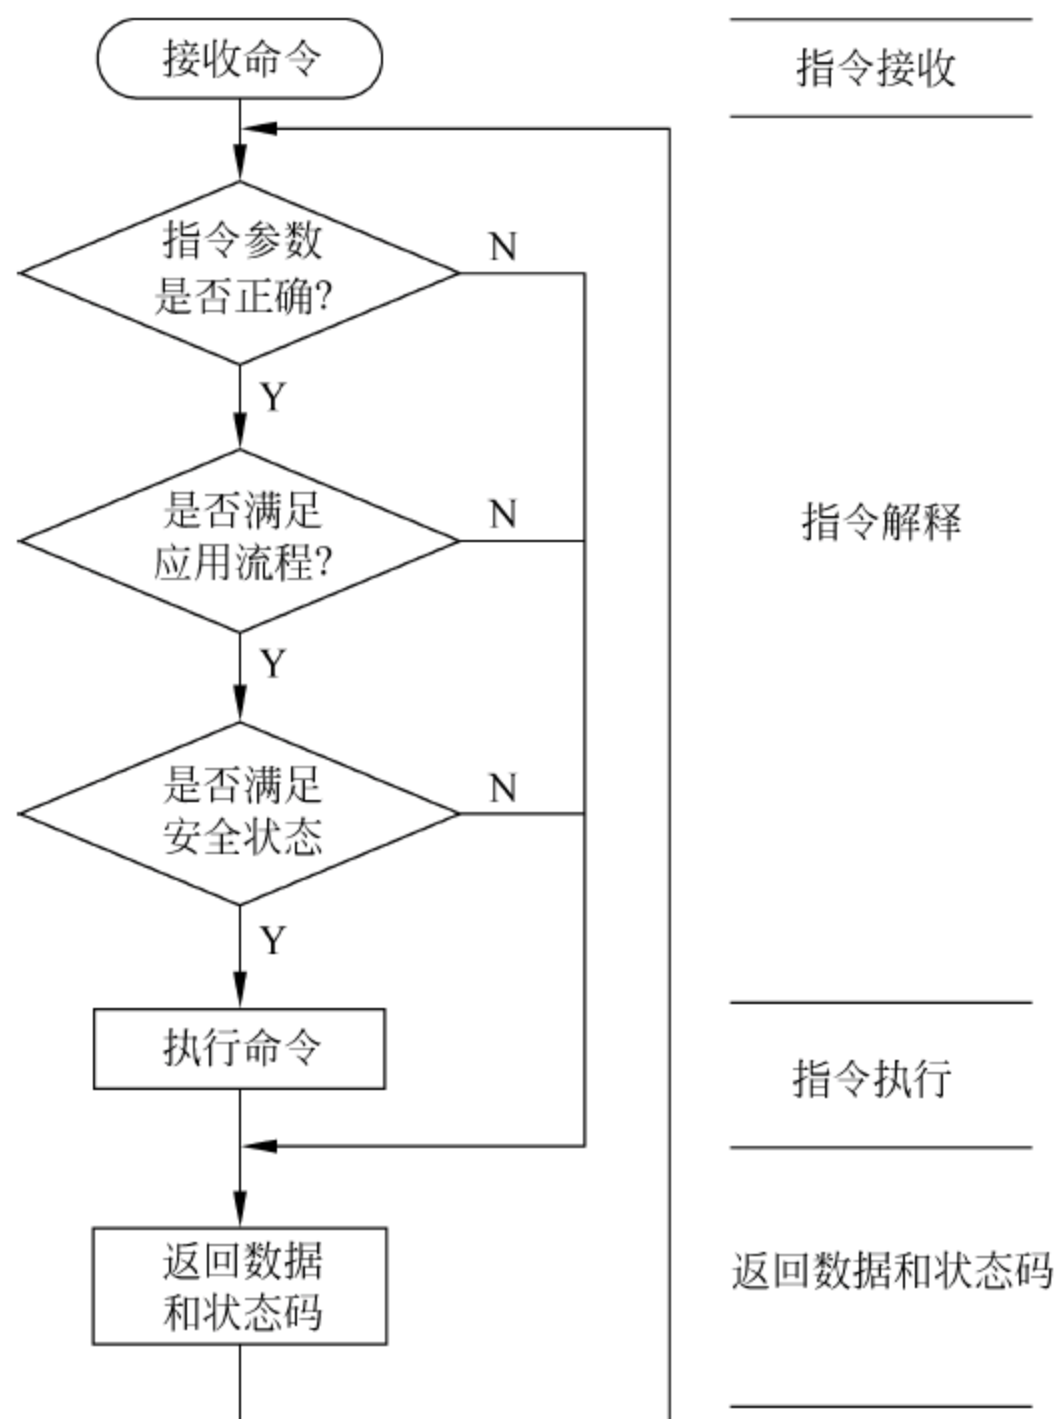 接收命令
指令接收
指令参数
是否正确?
N
Y
是否满足
应用流程?
N
指令解释
Y
是否满足
安全状态
N
Y
执行命令
指令执行
返回数据
和状态码
返回数据和状态码